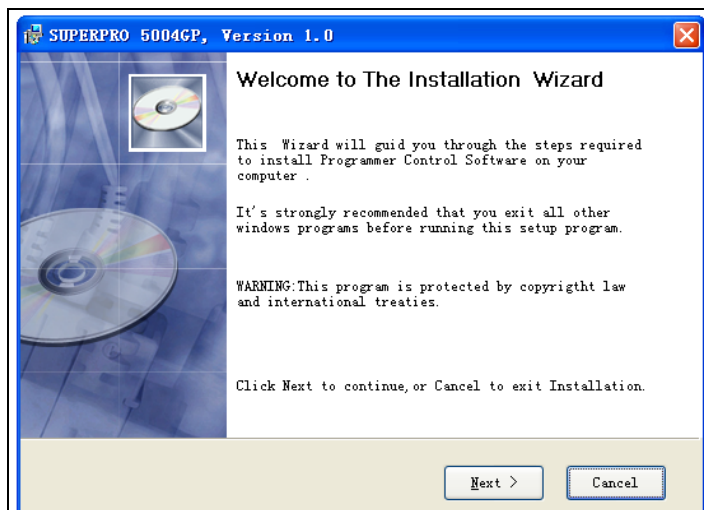 SUPERPRO 5004GP, Version 1.0
Welcome to The Installation Wizard
This Wizard will guid you through the steps required
to install Programmer Control Software on your
computer .
It's strongly recommended that you exit all other
windows programs before running this setup program.
WARNING:This program is protected by copyrigtht law
and international treaties.
Click Next to continue,or Cancel to exit Installation.
Next >
Cancel